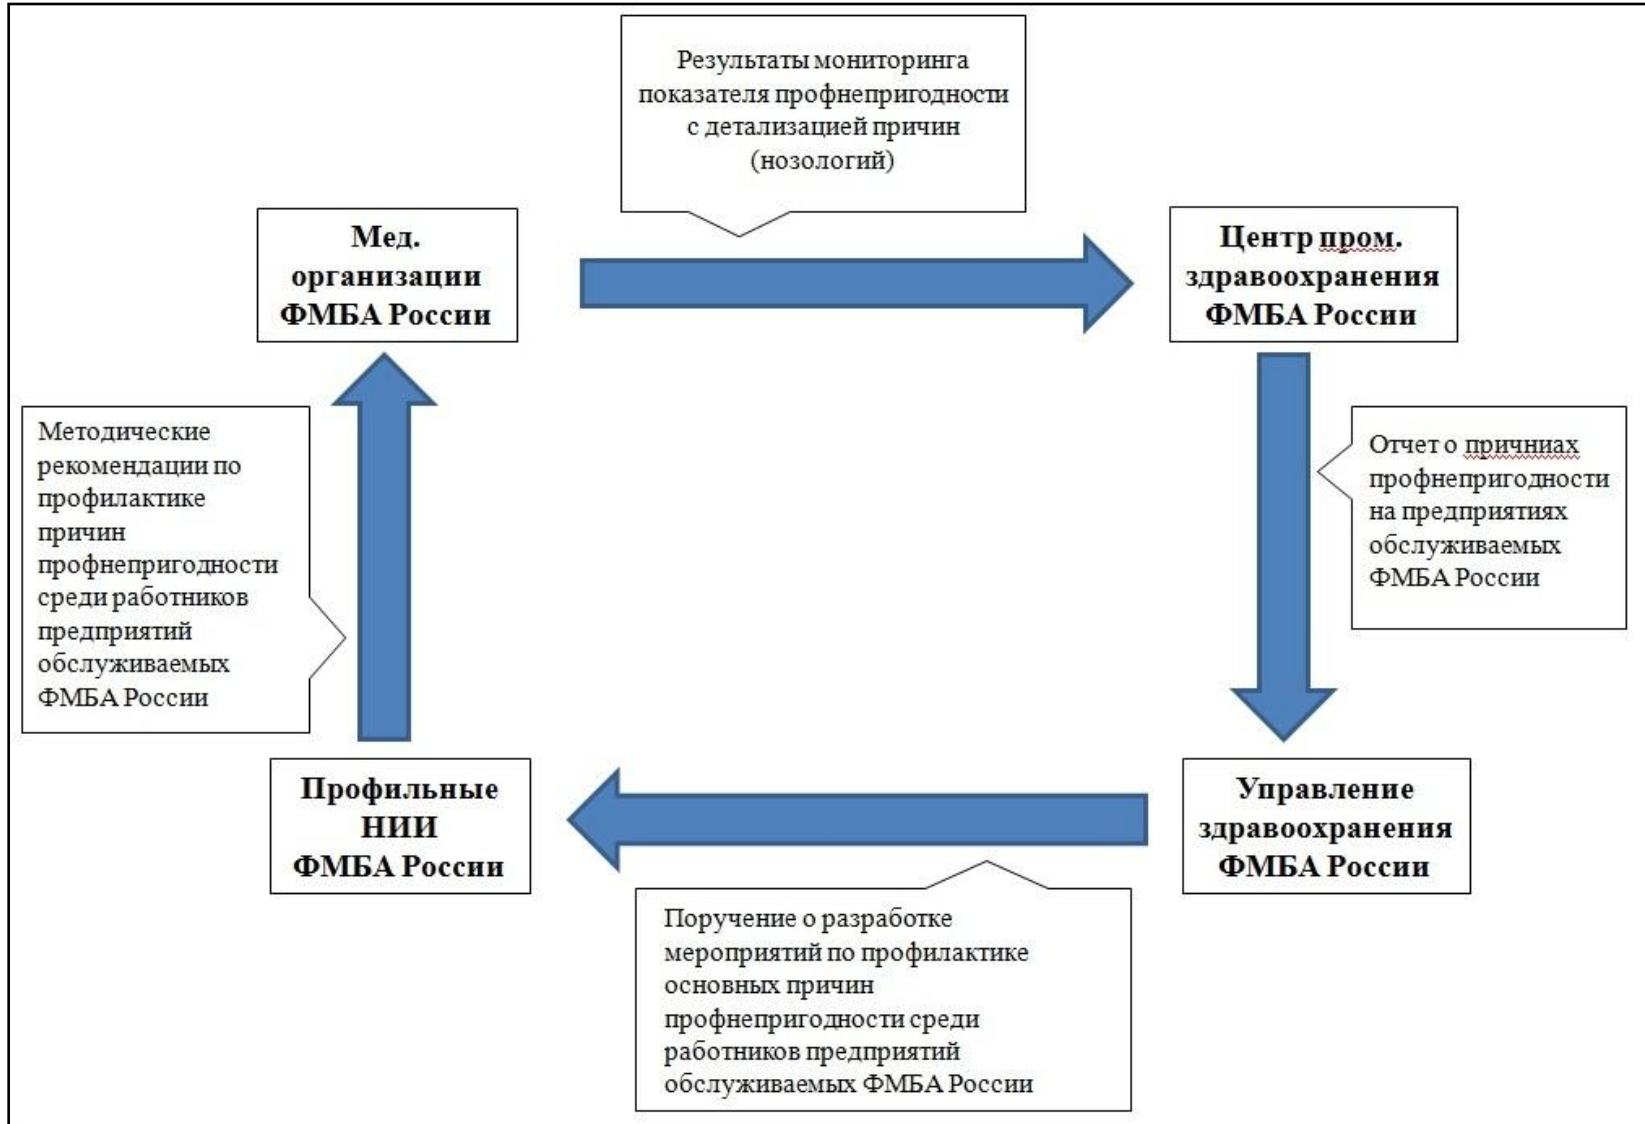 Результаты мониторинга
показателя профнепригодности
с детализацией причин
(нозологий)
Мед.
организации
ФМБА России
Центр пром.
здравоохранения
ФМБА России
Методические
рекомендации по
профилактике
причин
профнепригодности
среди работников
предприятий
обслуживаемых
ФМБА России
Отчет о причниах
профнепригодности
на предприятиях
обслуживаемых
ФМБА России
Профильные
НИИ
ФМБА России
Управление
здравоохранения
ФМБА России
Поручение о разработке
мероприятий по профилактике
основных причин
профнепригодности среди
работников предприятий
обслуживаемых ФМБА России